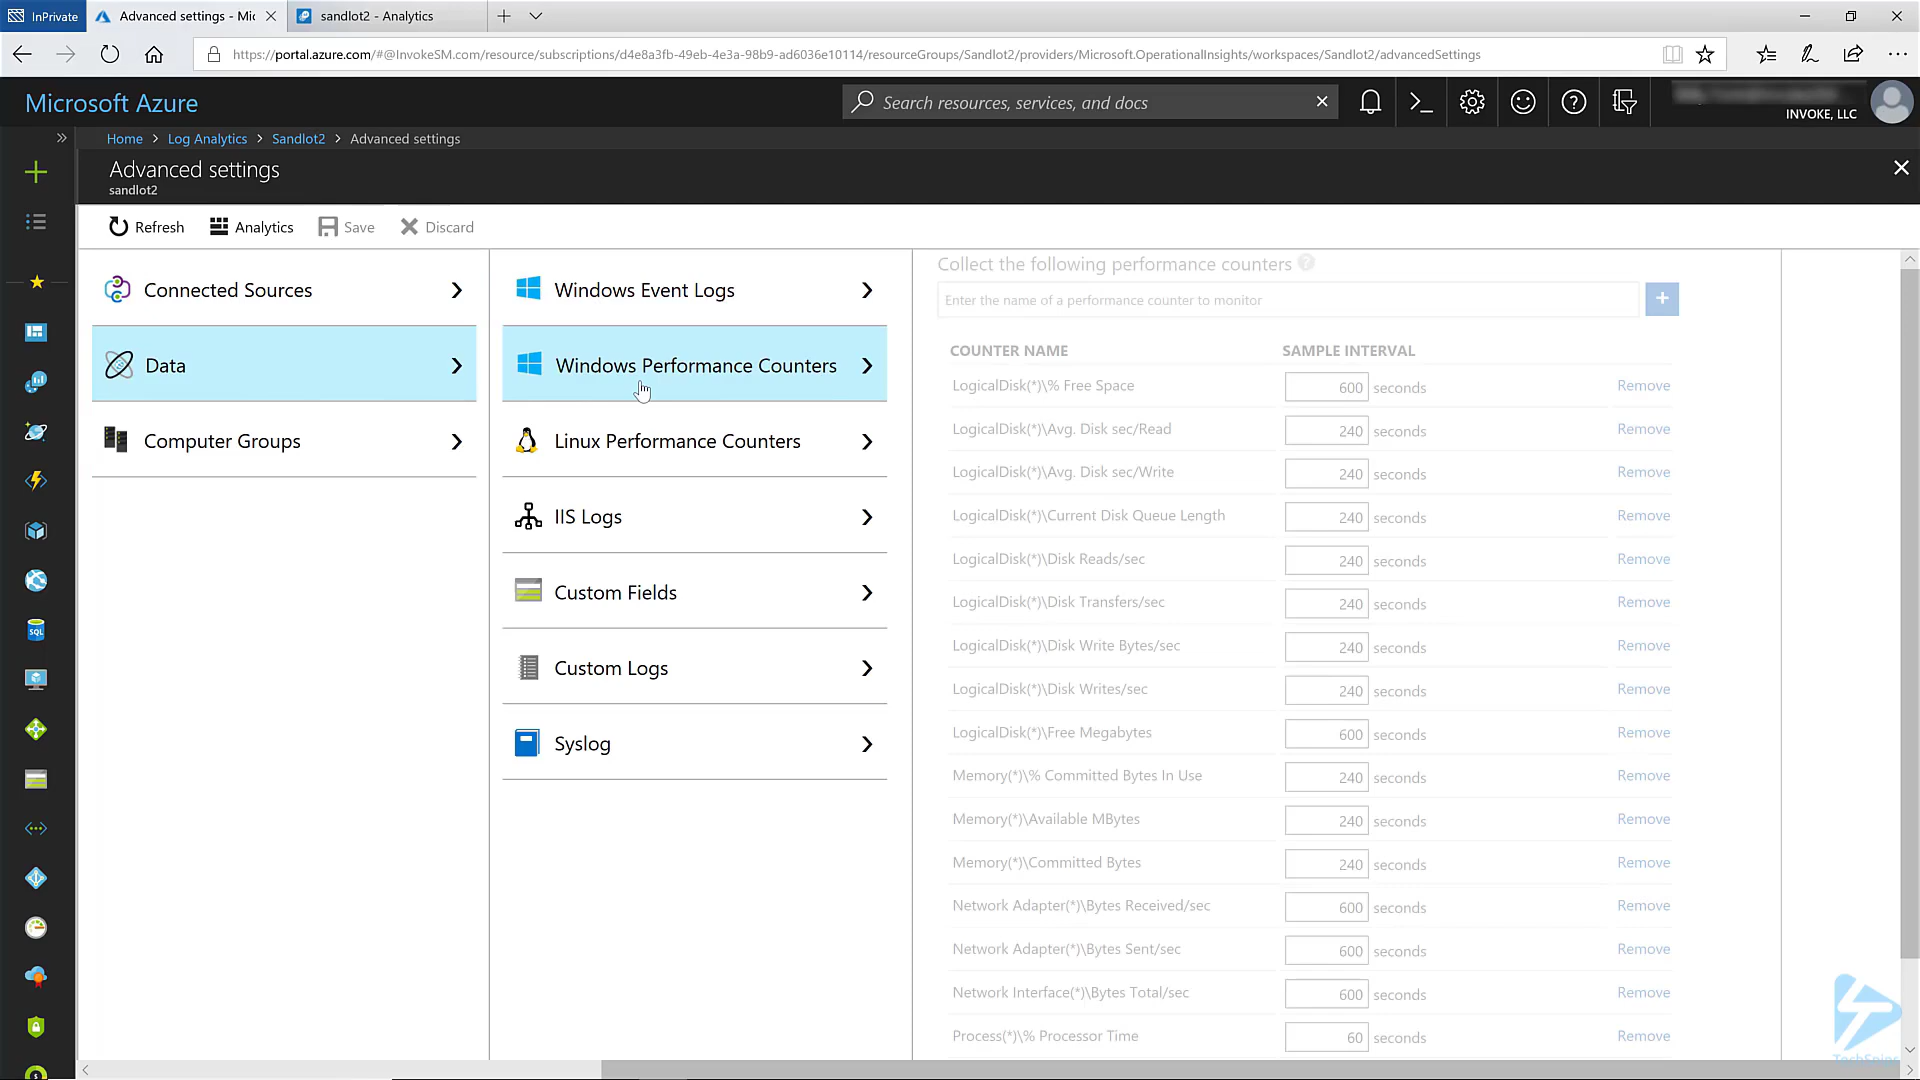 InPrivate
Advanced settings - Mic
sandlot2 - Analytics
https://portal.azure.com/#@InvokeSM.com/resource/subscriptions/d4e8a3fb-49eb-4e3a-98b9-ad6036e10114/resourceGroups/Sandlot2/providers/Microsoft.OperationalInsights/workspaces/Sandlot2/advancedSettings
Microsoft Azure
Search resources, services, and docs
INVOKE, LLC
Home > Log Analytics > Sandlot2 > Advanced settings
Advanced settings
sandlot2
Refresh
Analytics
Save
Discard
Connected Sources
Data
Computer Groups
Windows Event Logs
Windows Performance Counters
Linux Performance Counters
IIS Logs
Custom Fields
Custom Logs
Syslog
Collect the following performance counters ?
Enter the name of a performance counter to monitor
COUNTER NAME SAMPLE INTERVAL
LogicalDisk(*)\% Free Space 600 seconds Remove
LogicalDisk(*)\Avg. Disk sec/Read 240 seconds Remove
LogicalDisk(*)\Avg. Disk sec/Write 240 seconds Remove
LogicalDisk(*)\Current Disk Queue Length 240 seconds Remove
LogicalDisk(*)\Disk Reads/sec 240 seconds Remove
LogicalDisk(*)\Disk Transfers/sec 240 seconds Remove
LogicalDisk(*)\Disk Write Bytes/sec 240 seconds Remove
LogicalDisk(*)\Disk Writes/sec 240 seconds Remove
LogicalDisk(*)\Free Megabytes 600 seconds Remove
Memory(*)\% Committed Bytes In Use 240 seconds Remove
Memory(*)\Available MBytes 240 seconds Remove
Memory(*)\Committed Bytes 240 seconds Remove
Network Adapter(*)\Bytes Received/sec 600 seconds Remove
Network Adapter(*)\Bytes Sent/sec 600 seconds Remove
Network Interface(*)\Bytes Total/sec 600 seconds Remove
Process(*)\% Processor Time 60 seconds Remove
SQL